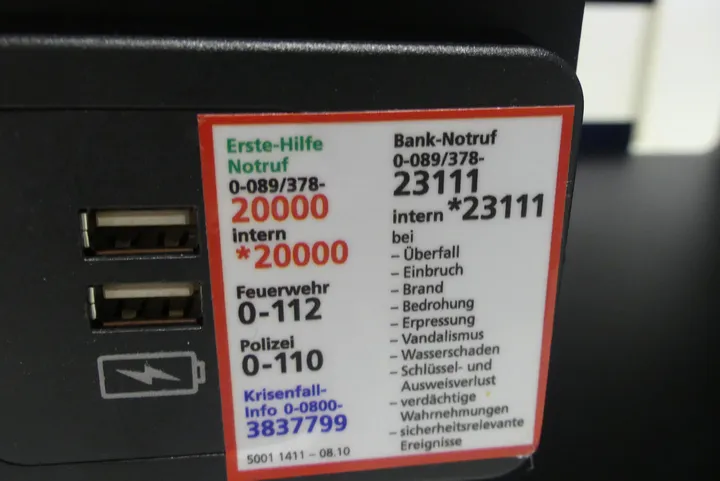 Erste-Hilfe
Notruf
0-089/378-
20000
intern
*20000
Feuerwehr
0-112
Polizei
0-110
Krisenfall-
Info 0-0800-
3837799
5001 1411 – 08.10
Bank-Notruf
0-089/378-
23111
intern *23111
bei
– Überfall
– Einbruch
– Brand
– Bedrohung
– Erpressung
– Vandalismus
– Wasserschaden
– Schlüssel- und
Ausweisverlust
– verdächtige
Wahrnehmungen
– sicherheitsrelevante
Ereignisse